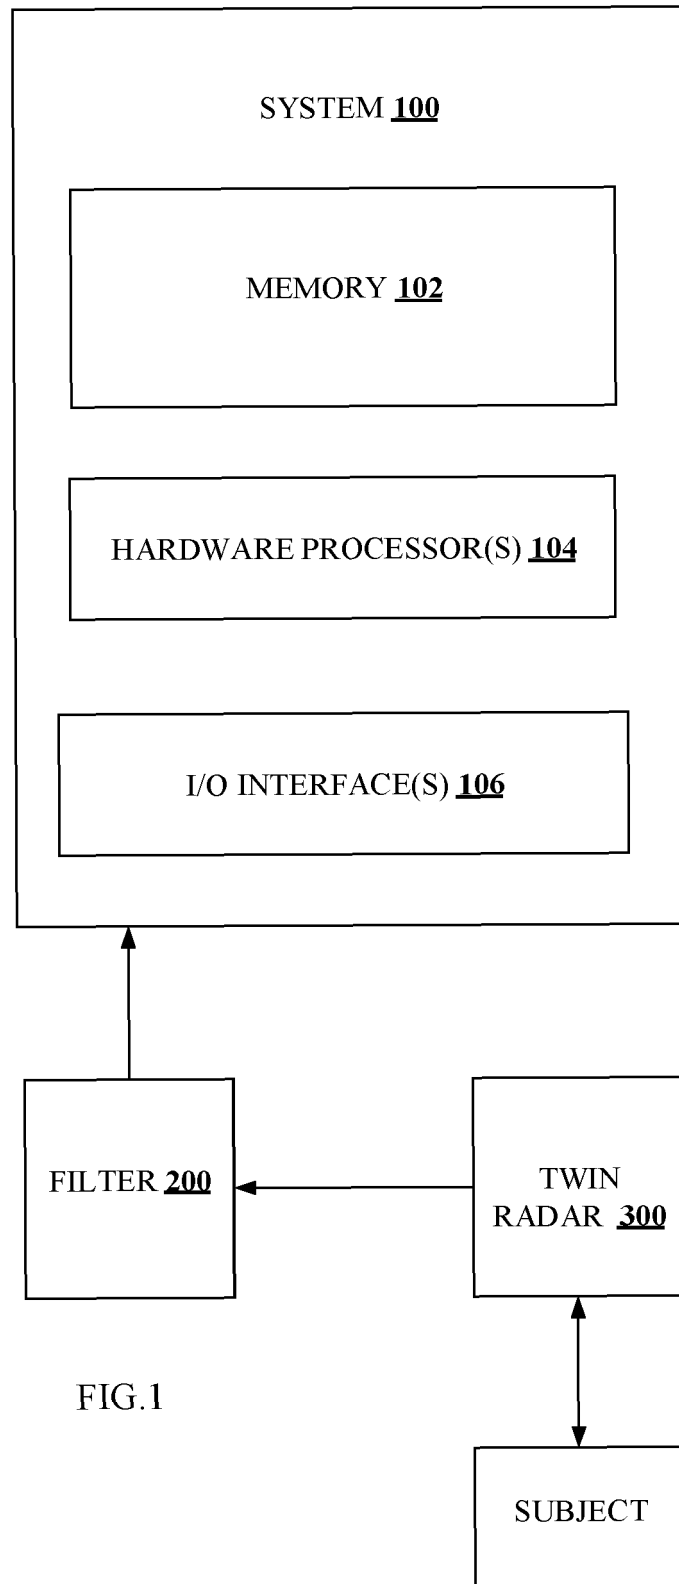 SYSTEM 100
MEMORY 102
HARDWARE PROCESSOR(S) 104
I/O INTERFACE(S) 106
FILTER 200
TWIN
RADAR 300
FIG.1
SUBJECT